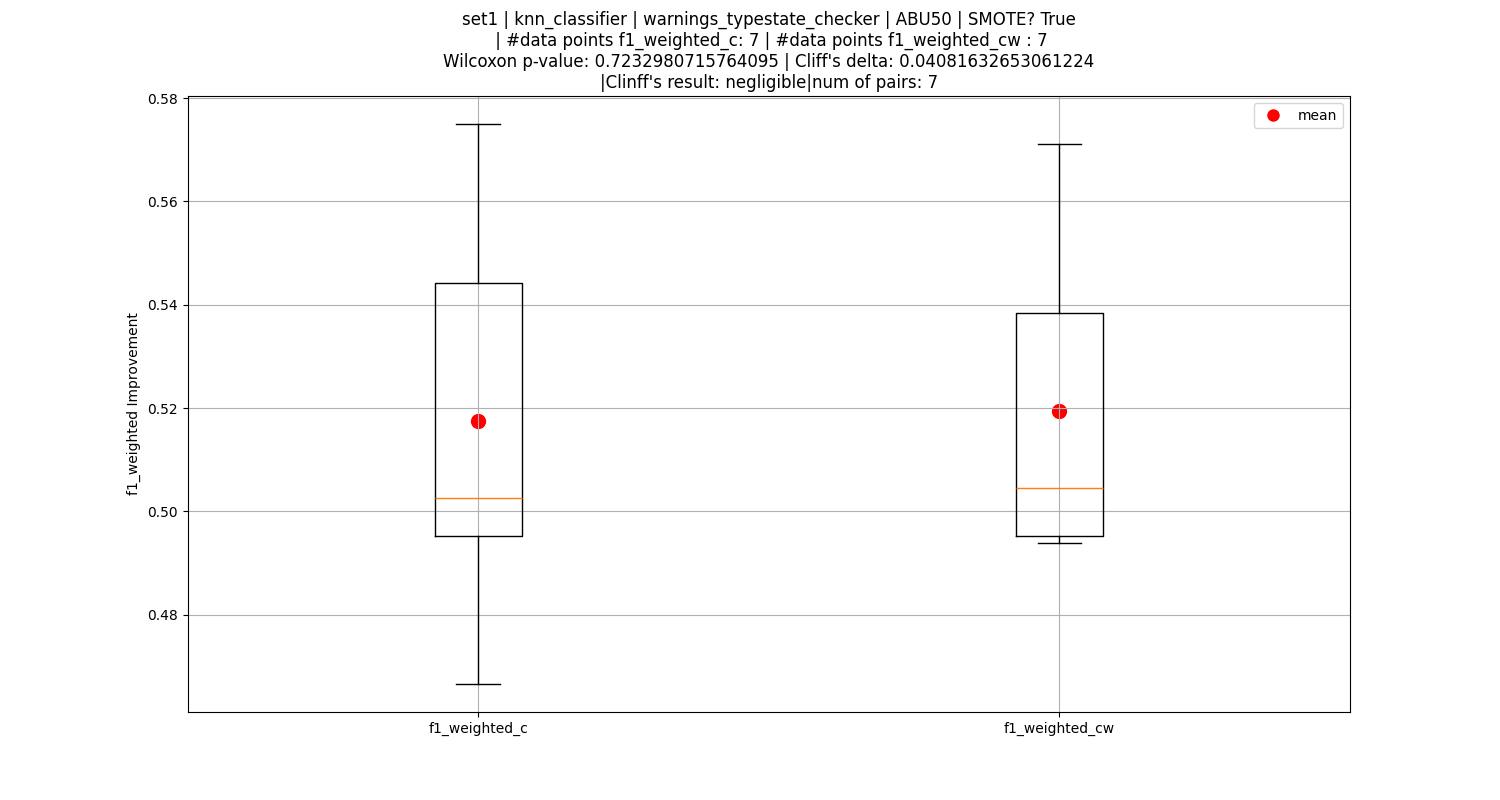 set1 | knn_classifier | warnings_typestate_checker | ABU50 | SMOTE? True
| #data points f1_weighted_c: 7 | #data points f1_weighted_cw : 7
Wilcoxon p-value: 0.7232980715764095 | Cliff's delta: 0.04081632653061224
|Clinff's result: negligible|num of pairs: 7
mean
f1_weighted Improvement
0.58
0.56
0.54
0.52
0.50
0.48
f1_weighted_c
f1_weighted_cw